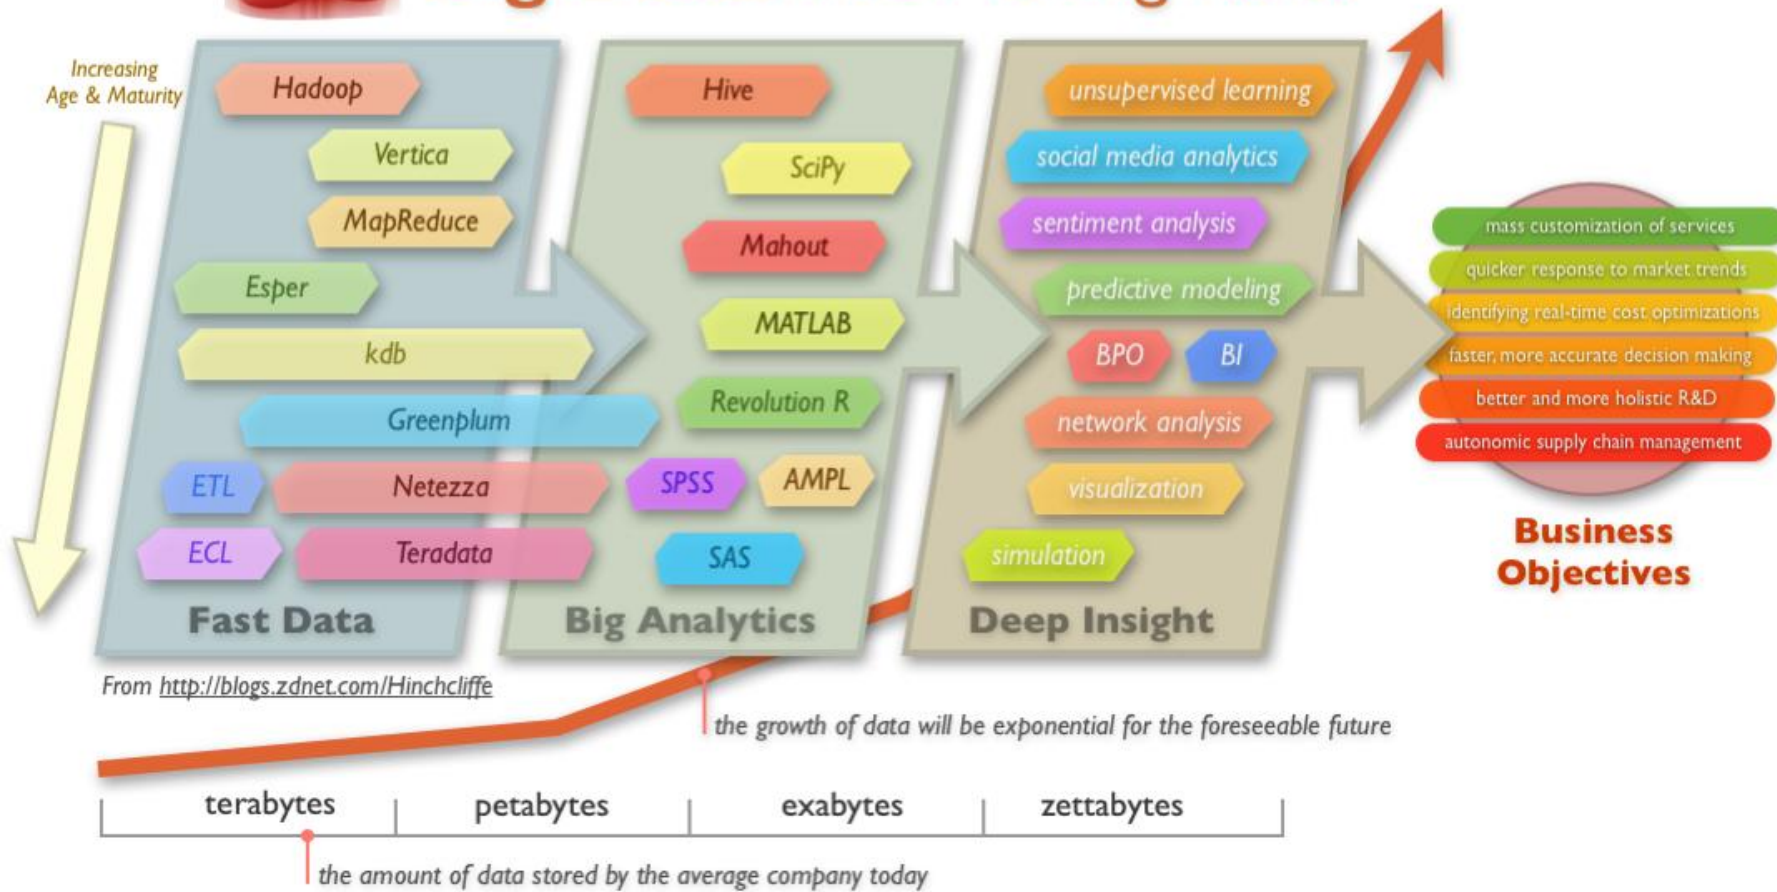 Increasing
Age & Maturity
Hadoop
Vertica
MapReduce
Esper
kdb
Greenplum
ETL
Netezza
ECL
Teradata
Fast Data
Hive
SciPy
Mahout
MATLAB
Revolution R
SPSS
AMPL
SAS
Big Analytics
unsupervised learning
social media analytics
sentiment analysis
predictive modeling
BPO
BI
network analysis
visualization
simulation
Deep Insight
mass customization of services
quicker response to market trends
identifying real-time cost optimizations
faster, more accurate decision making
better and more holistic R&D
autonomic supply chain management
Business
Objectives
From http://blogs.zdnet.com/Hinchcliffe
the growth of data will be exponential for the foreseeable future
terabytes
petabytes
exabytes
zettabytes
the amount of data stored by the average company today